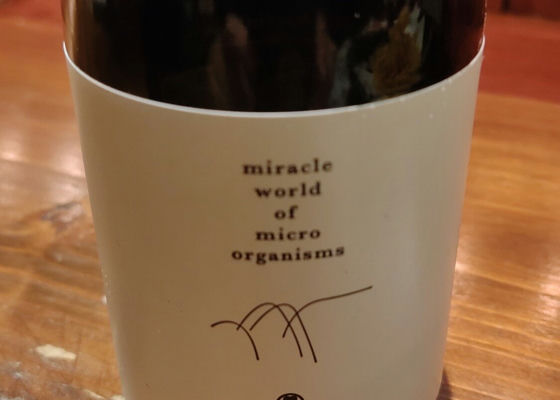 miracle
world
of
micro
organisms